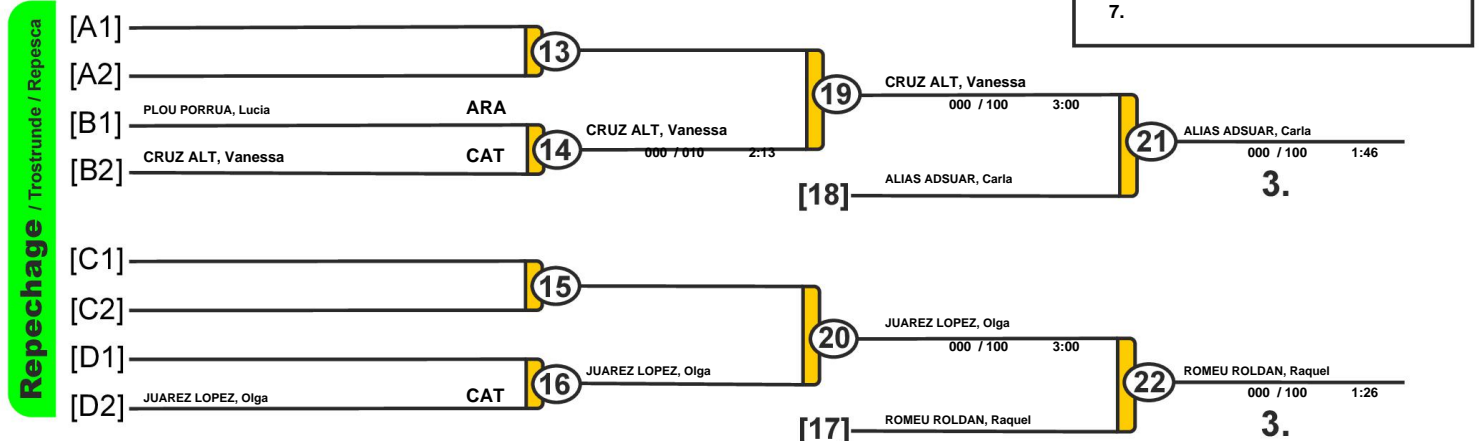 7.
Repechage / Trostrunde / Repesca
[A1]
13
[A2]
19
CRUZ ALT, Vanessa
000 / 100 3:00
[B1] PLOU PORRUA, Lucia ARA
14
CRUZ ALT, Vanessa
000 / 010 2:13
[B2] CRUZ ALT, Vanessa CAT
21
ALIAS ADSUAR, Carla
000 / 100 1:46
3.
[18] ALIAS ADSUAR, Carla
[C1]
15
[C2]
20
JUAREZ LOPEZ, Olga
000 / 100 3:00
[D1]
16
JUAREZ LOPEZ, Olga
[D2] JUAREZ LOPEZ, Olga CAT
22
ROMEU ROLDAN, Raquel
000 / 100 1:26
3.
[17] ROMEU ROLDAN, Raquel